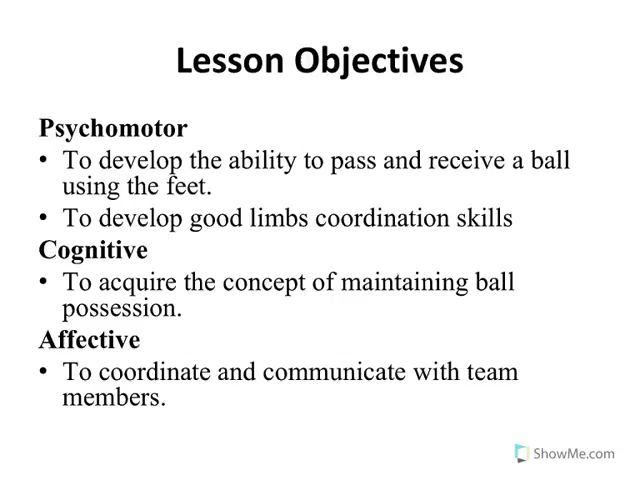 Lesson Objectives
Psychomotor
• To develop the ability to pass and receive a ball
using the feet.
• To develop good limbs coordination skills
Cognitive
• To acquire the concept of maintaining ball
possession.
Affective
• To coordinate and communicate with team
members.
ShowMe.com